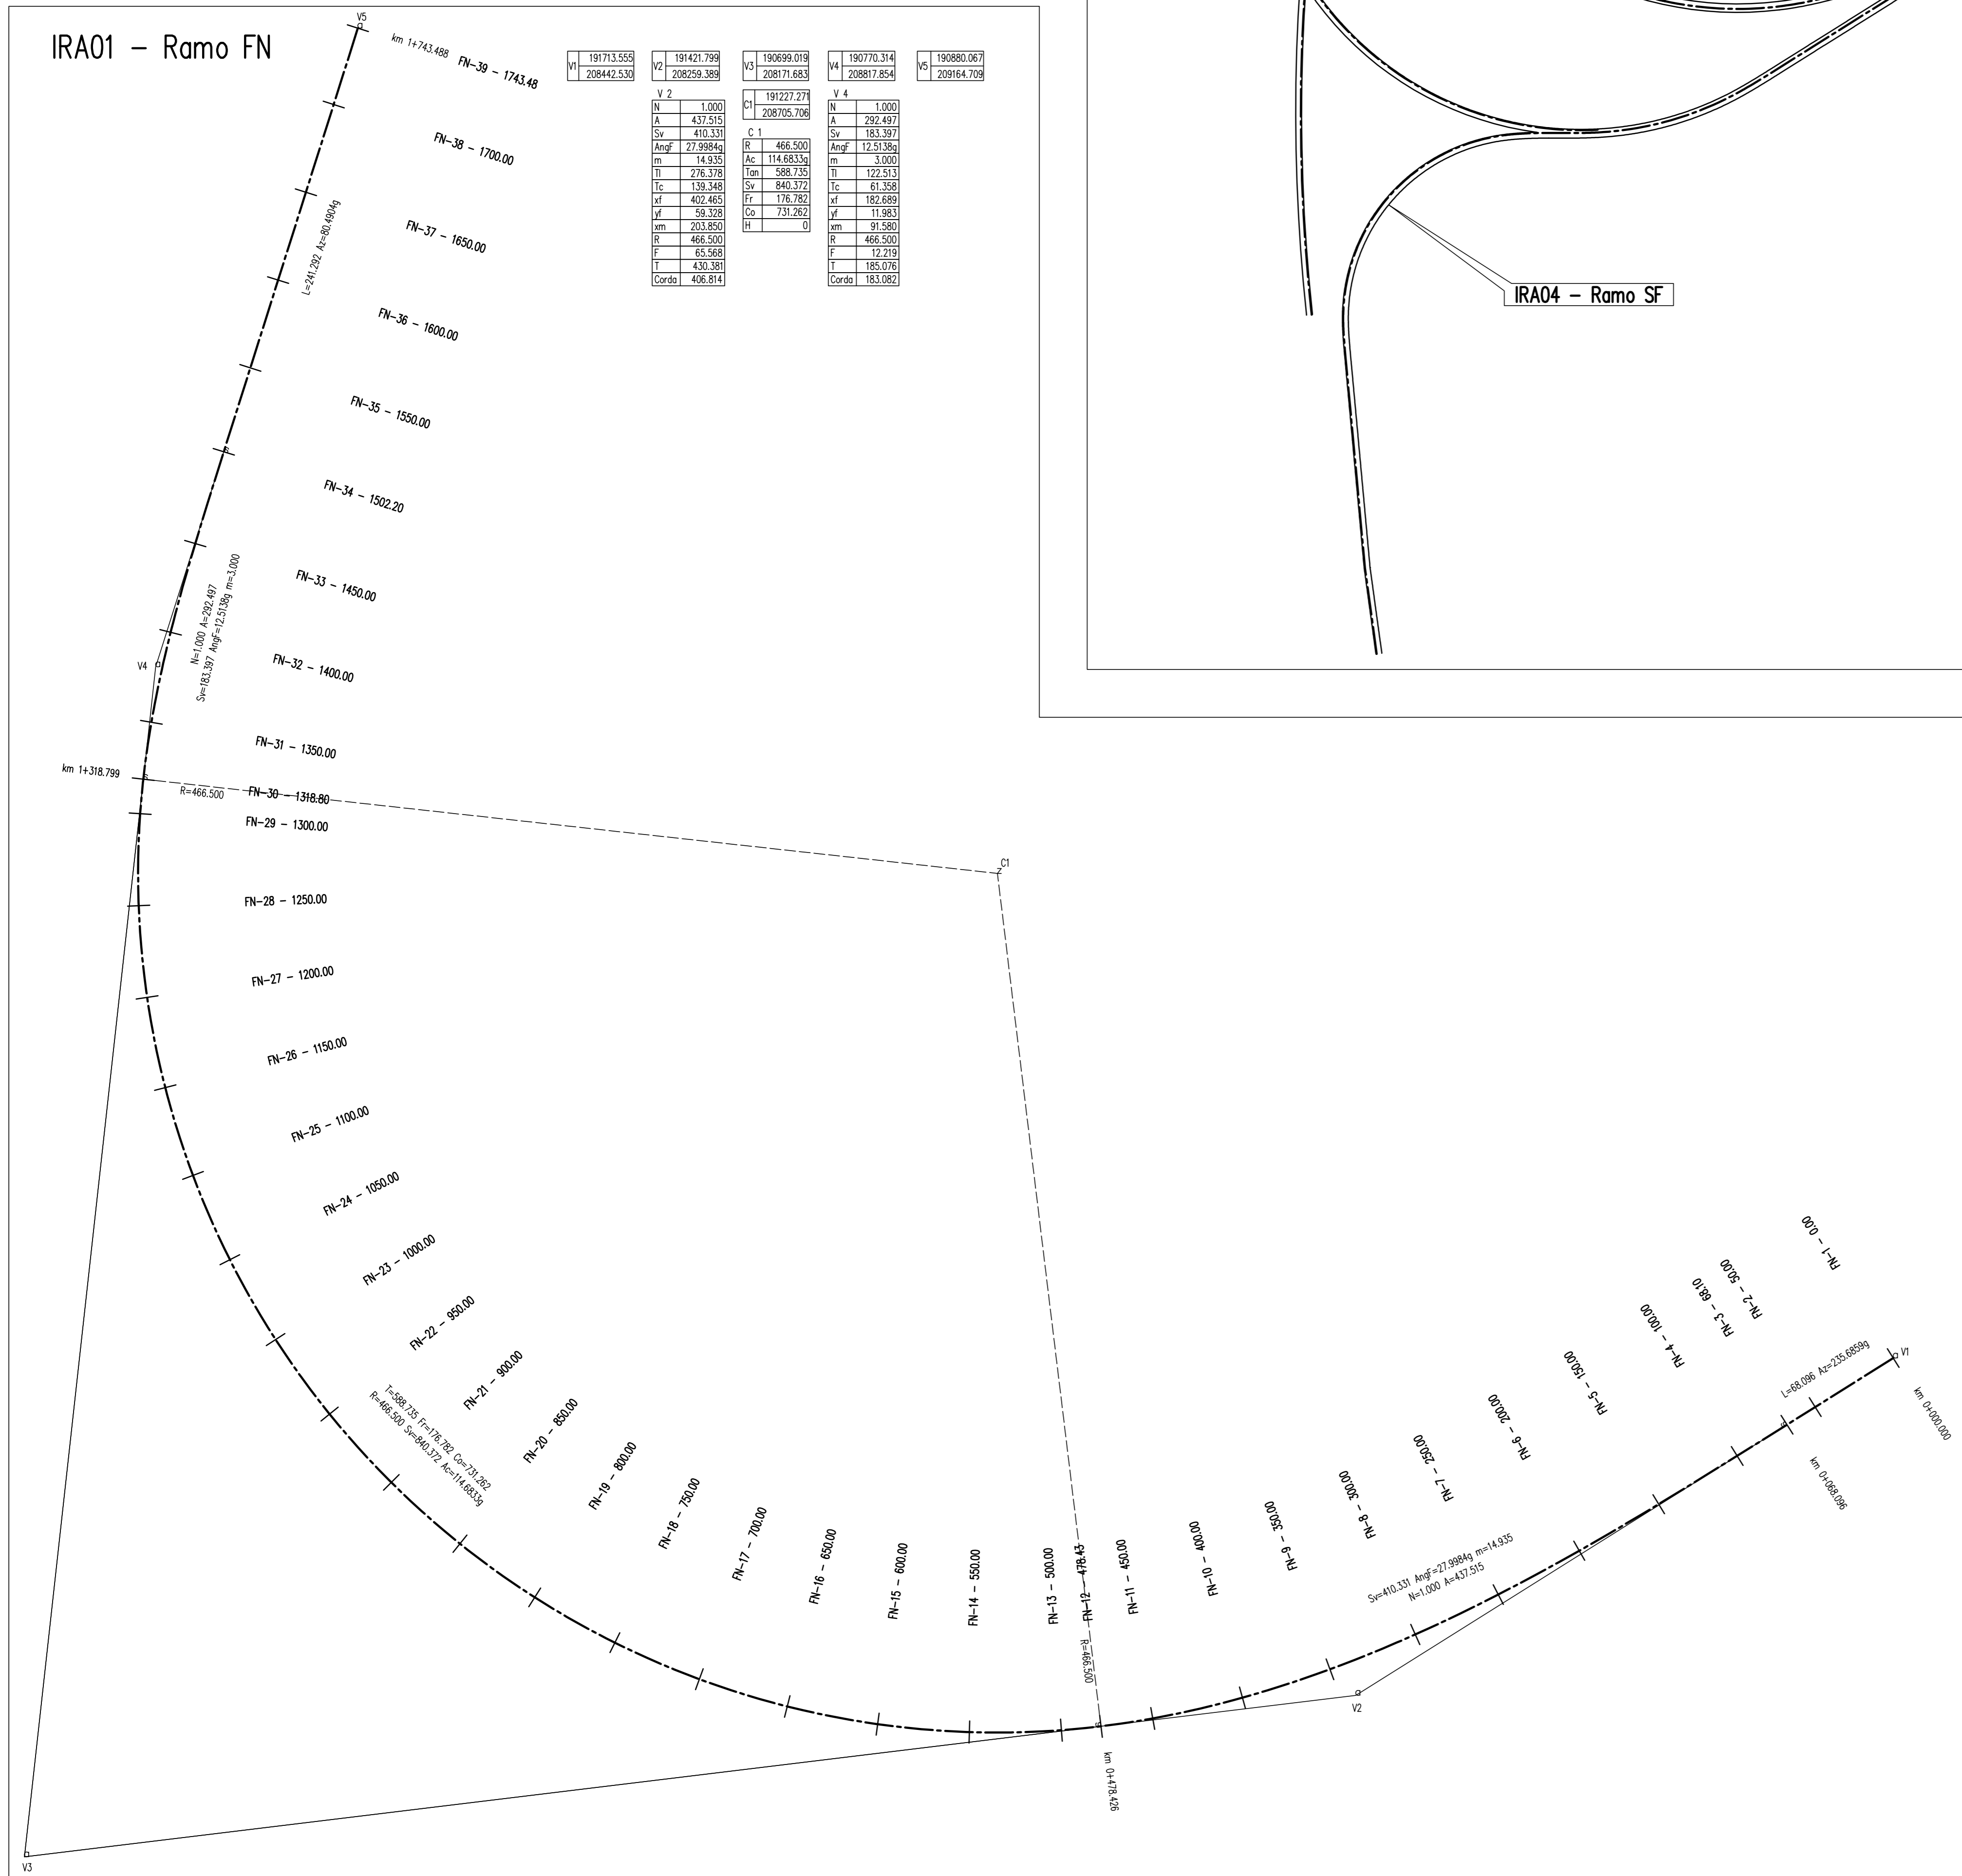 IRA01 – Ramo FN
V5
km 1+743.488
FN-39 - 1743.48
V1 191713.555
208442.530
V2 191421.799
208259.389
V3 190699.019
208171.683
V4 190770.314
208817.854
V5 190880.067
209164.709
V 2
N 1.000
A 437.515
Sv 410.331
AngF 27.9984g
m 14.935
Tl 276.378
Tc 139.348
xf 402.465
yf 59.328
xm 203.850
R 466.500
F 65.568
T 430.381
Corda 406.814
C1 191227.271
208705.706
C 1
R 466.500
Ac 114.6833g
Tan 588.735
Sv 840.372
Fr 176.782
Co 731.262
H 0
V 4
N 1.000
A 292.497
Sv 183.397
AngF 12.5138g
m 3.000
Tl 122.513
Tc 61.358
xf 182.689
yf 11.983
xm 91.580
R 466.500
F 12.219
T 185.076
Corda 183.082
IRA04 – Ramo SF
FN-38 - 1700.00
L=241.292 Az=80.4904g
FN-37 - 1650.00
FN-36 - 1600.00
FN-35 - 1550.00
FN-34 - 1502.20
FN-33 - 1450.00
N=1.000 A=292.497
Sv=183.397 AngF=12.5138g m=3.000
V4
FN-32 - 1400.00
FN-31 - 1350.00
km 1+318.799
R=466.500
FN-30 - 1318.80
FN-29 - 1300.00
C1
FN-28 - 1250.00
FN-27 - 1200.00
FN-26 - 1150.00
FN-25 - 1100.00
FN-24 - 1050.00
FN-23 - 1000.00
FN-22 - 950.00
FN-21 - 900.00
T=588.735 Fr=176.782 Co=731.262
R=466.500 Sv=840.372 Ac=114.6833g
FN-20 - 850.00
FN-19 - 800.00
FN-18 - 750.00
FN-17 - 700.00
FN-16 - 650.00
FN-15 - 600.00
FN-14 - 550.00
FN-13 - 500.00
FN-12 - 478.43
R=466.500
km 0+478.426
FN-11 - 450.00
FN-10 - 400.00
FN-9 - 350.00
FN-8 - 300.00
Sv=410.331 AngF=27.9984g m=14.935
N=1.000 A=437.515
V2
FN-7 - 250.00
FN-6 - 200.00
FN-5 - 150.00
FN-4 - 100.00
FN-3 - 68.10
FN-2 - 50.00
FN-1 - 0.00
L=68.096 Az=235.6859g
V1
km 0+000.000
km 0+068.096
V3